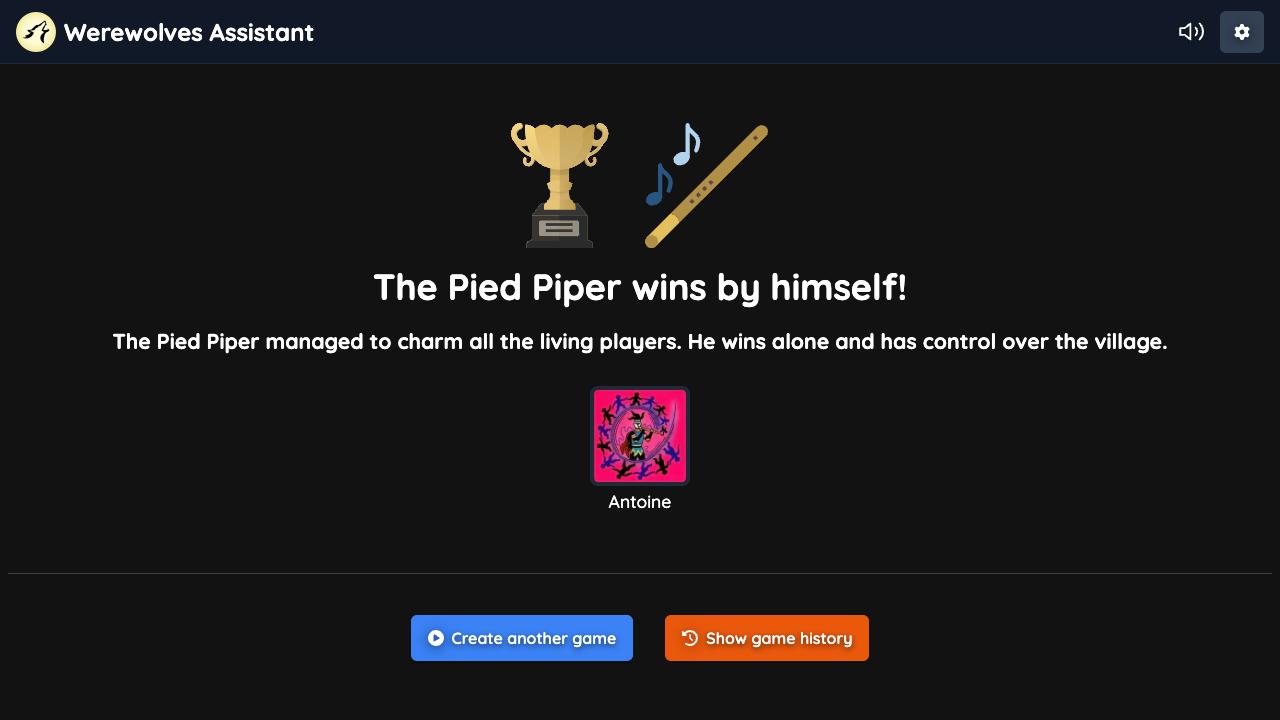 Werewolves Assistant
The Pied Piper wins by himself!
The Pied Piper managed to charm all the living players. He wins alone and has control over the village.
Antoine
Create another game
Show game history